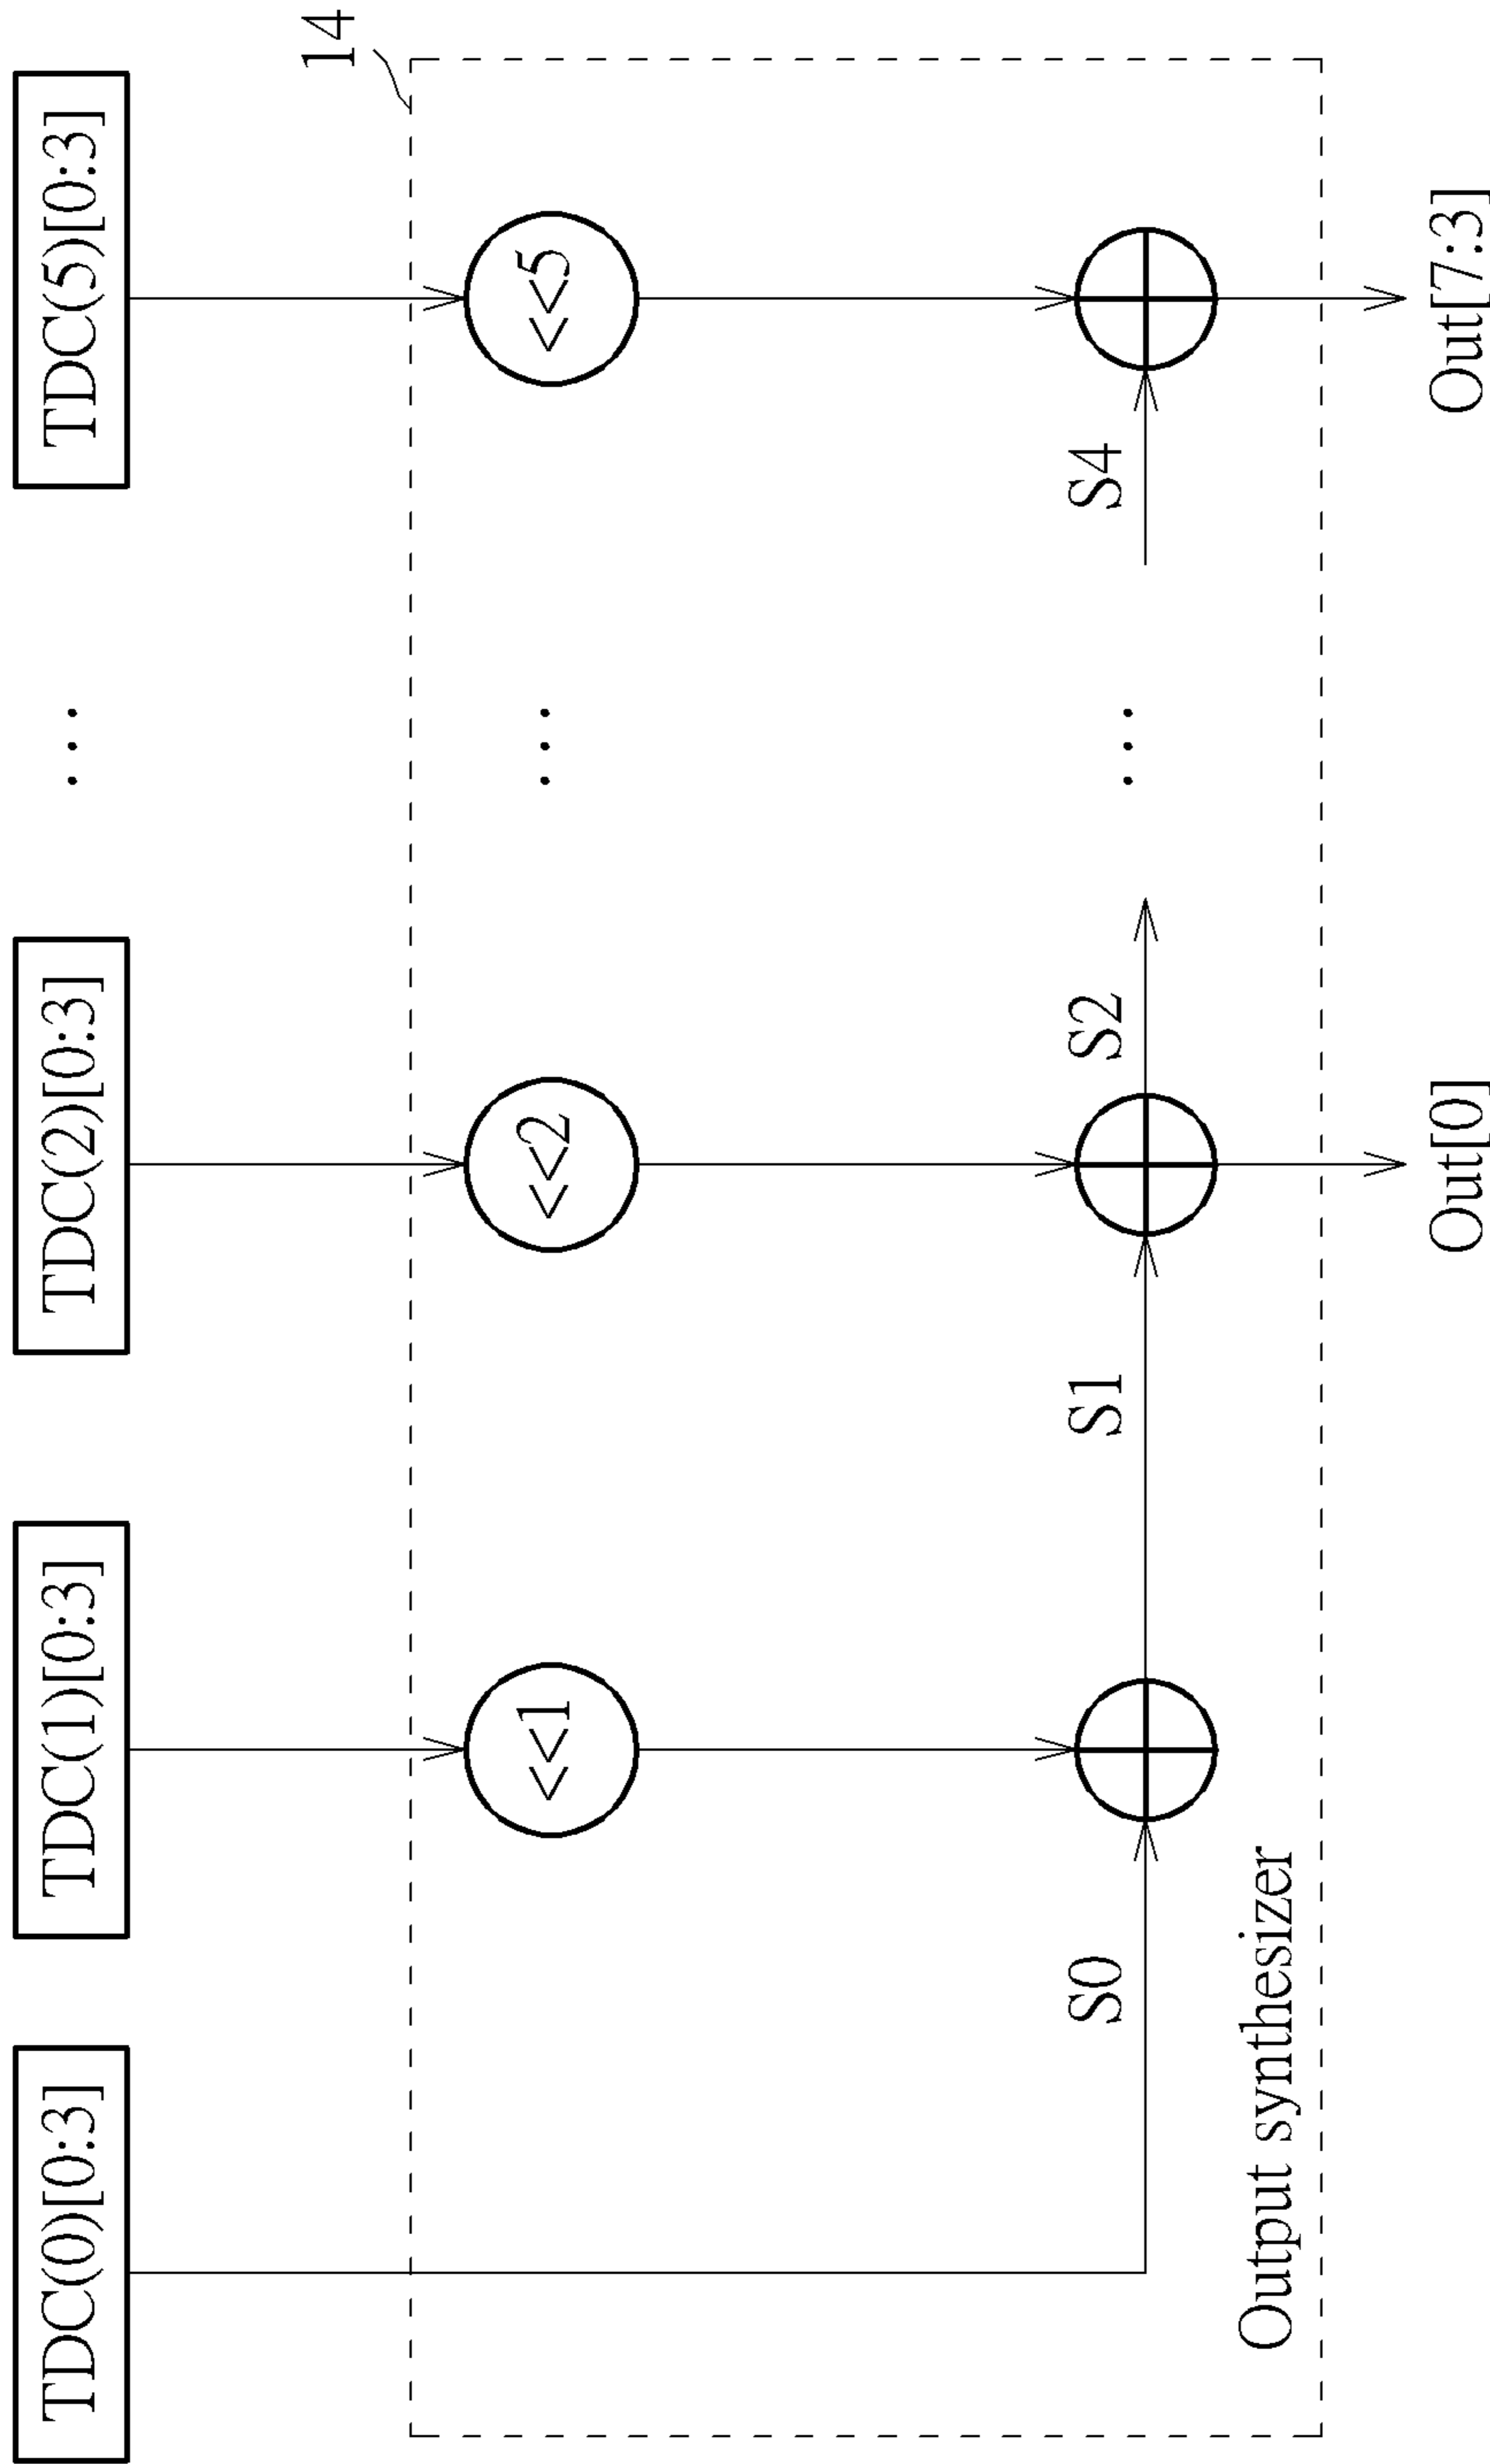 TDC(0)[0:3]
TDC(1)[0:3]
TDC(2)[0:3]
...
TDC(5)[0:3]
14
<<1
<<2
...
<<5
S0
S1
S2
...
S4
Output synthesizer
Out[0]
Out[7:3]